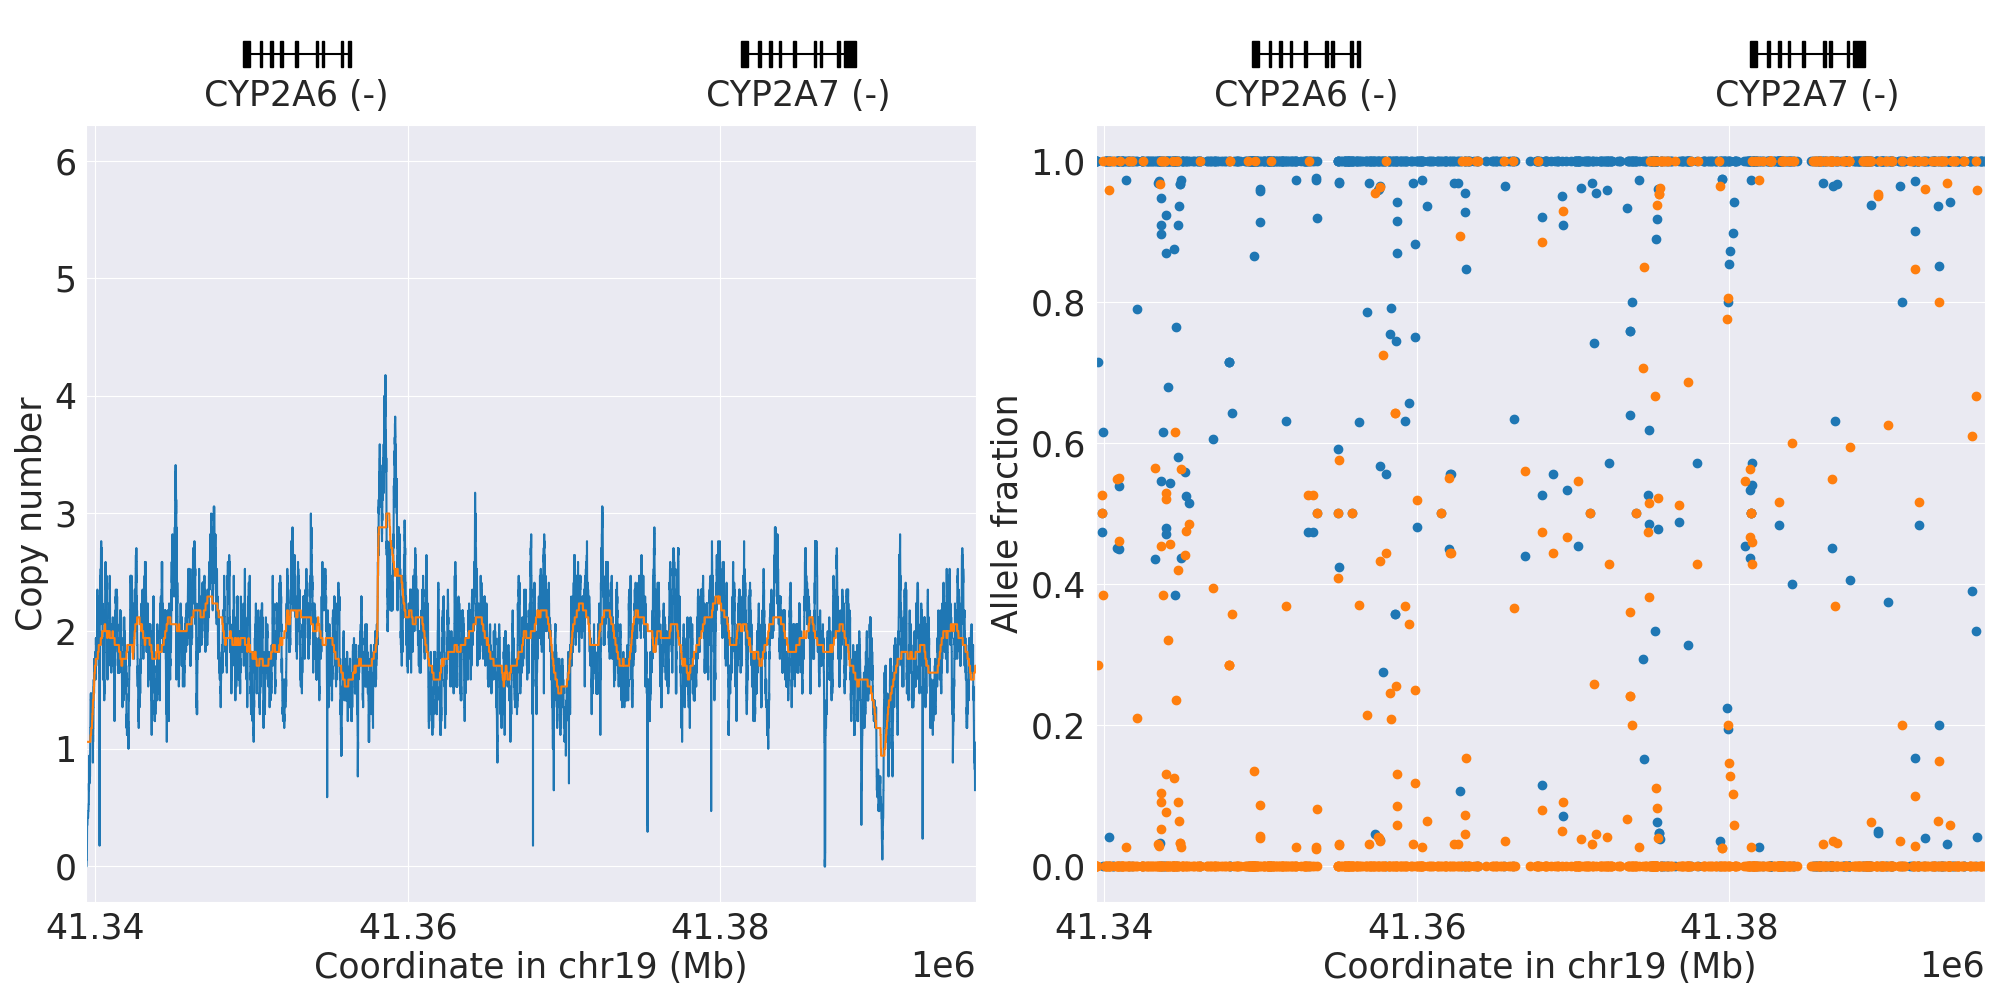 CYP2A6 (-)
CYP2A7 (-)
6
5
4
3
2
1
0
Copy number
41.34
41.36
41.38
Coordinate in chr19 (Mb)
1e6
CYP2A6 (-)
CYP2A7 (-)
1.0
0.8
0.6
0.4
0.2
0.0
Allele fraction
41.34
41.36
41.38
Coordinate in chr19 (Mb)
1e6